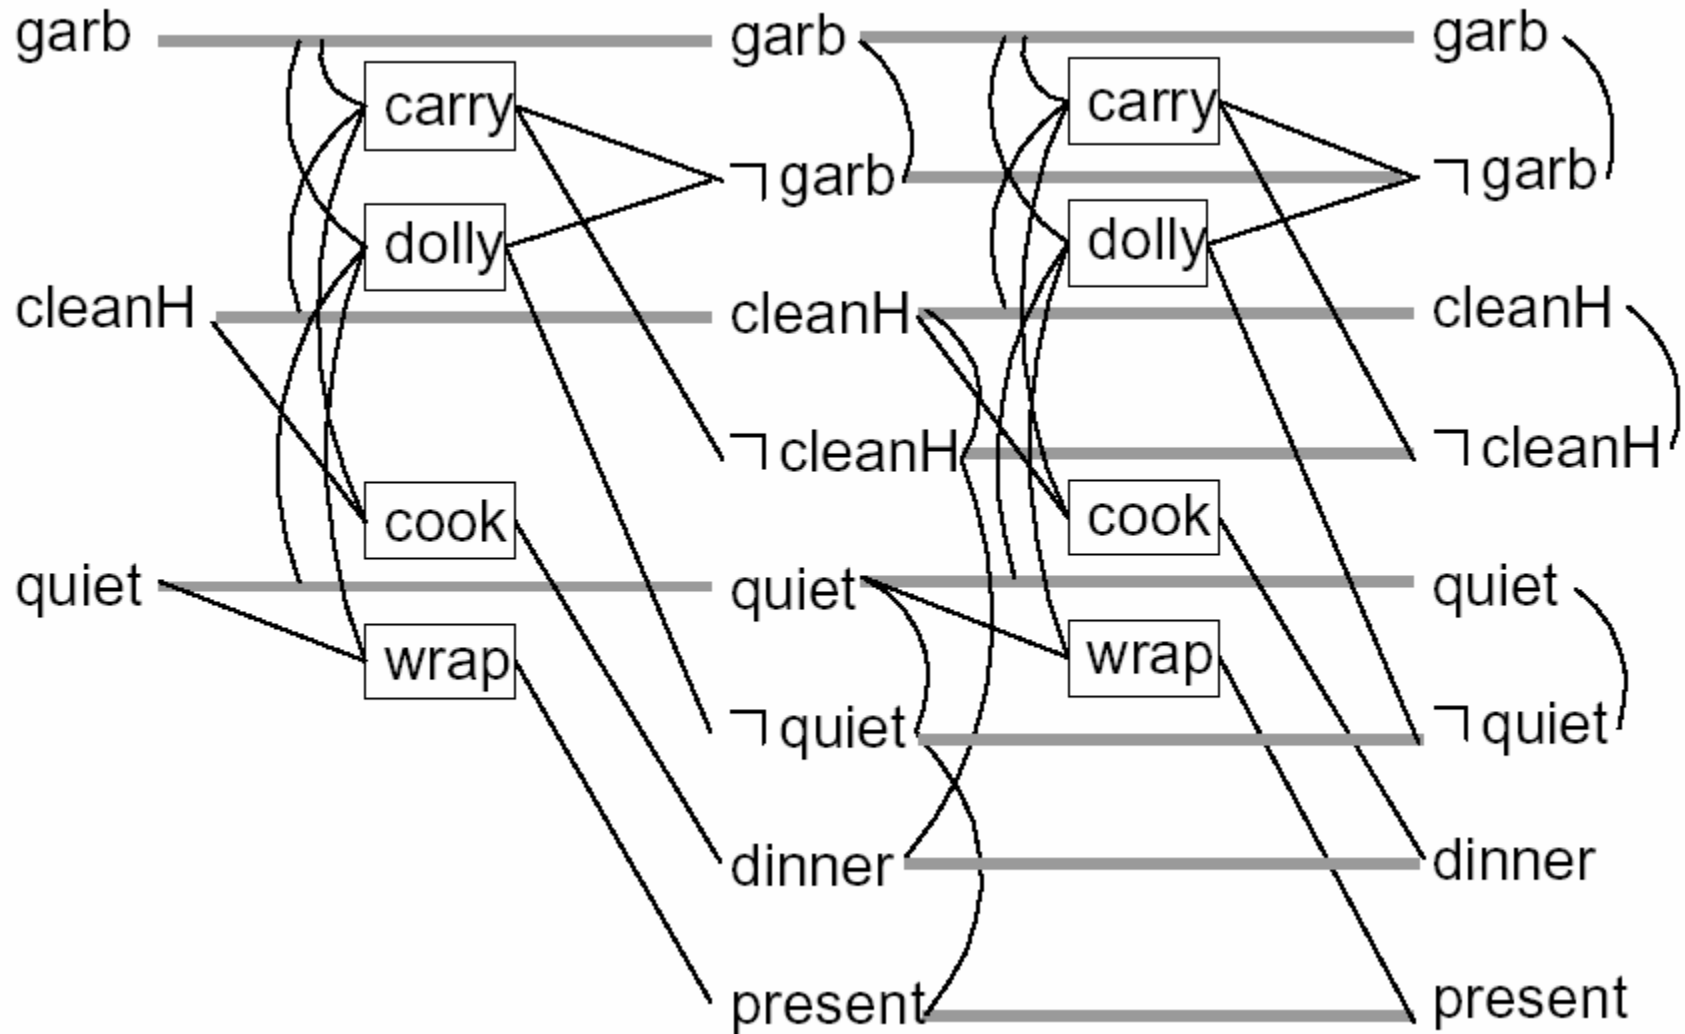 garb
garb
garb
carry
carry
¬ garb
¬ garb
dolly
dolly
cleanH
cleanH
cleanH
¬ cleanH
¬ cleanH
cook
cook
quiet
quiet
quiet
wrap
wrap
¬ quiet
¬ quiet
dinner
dinner
present
present